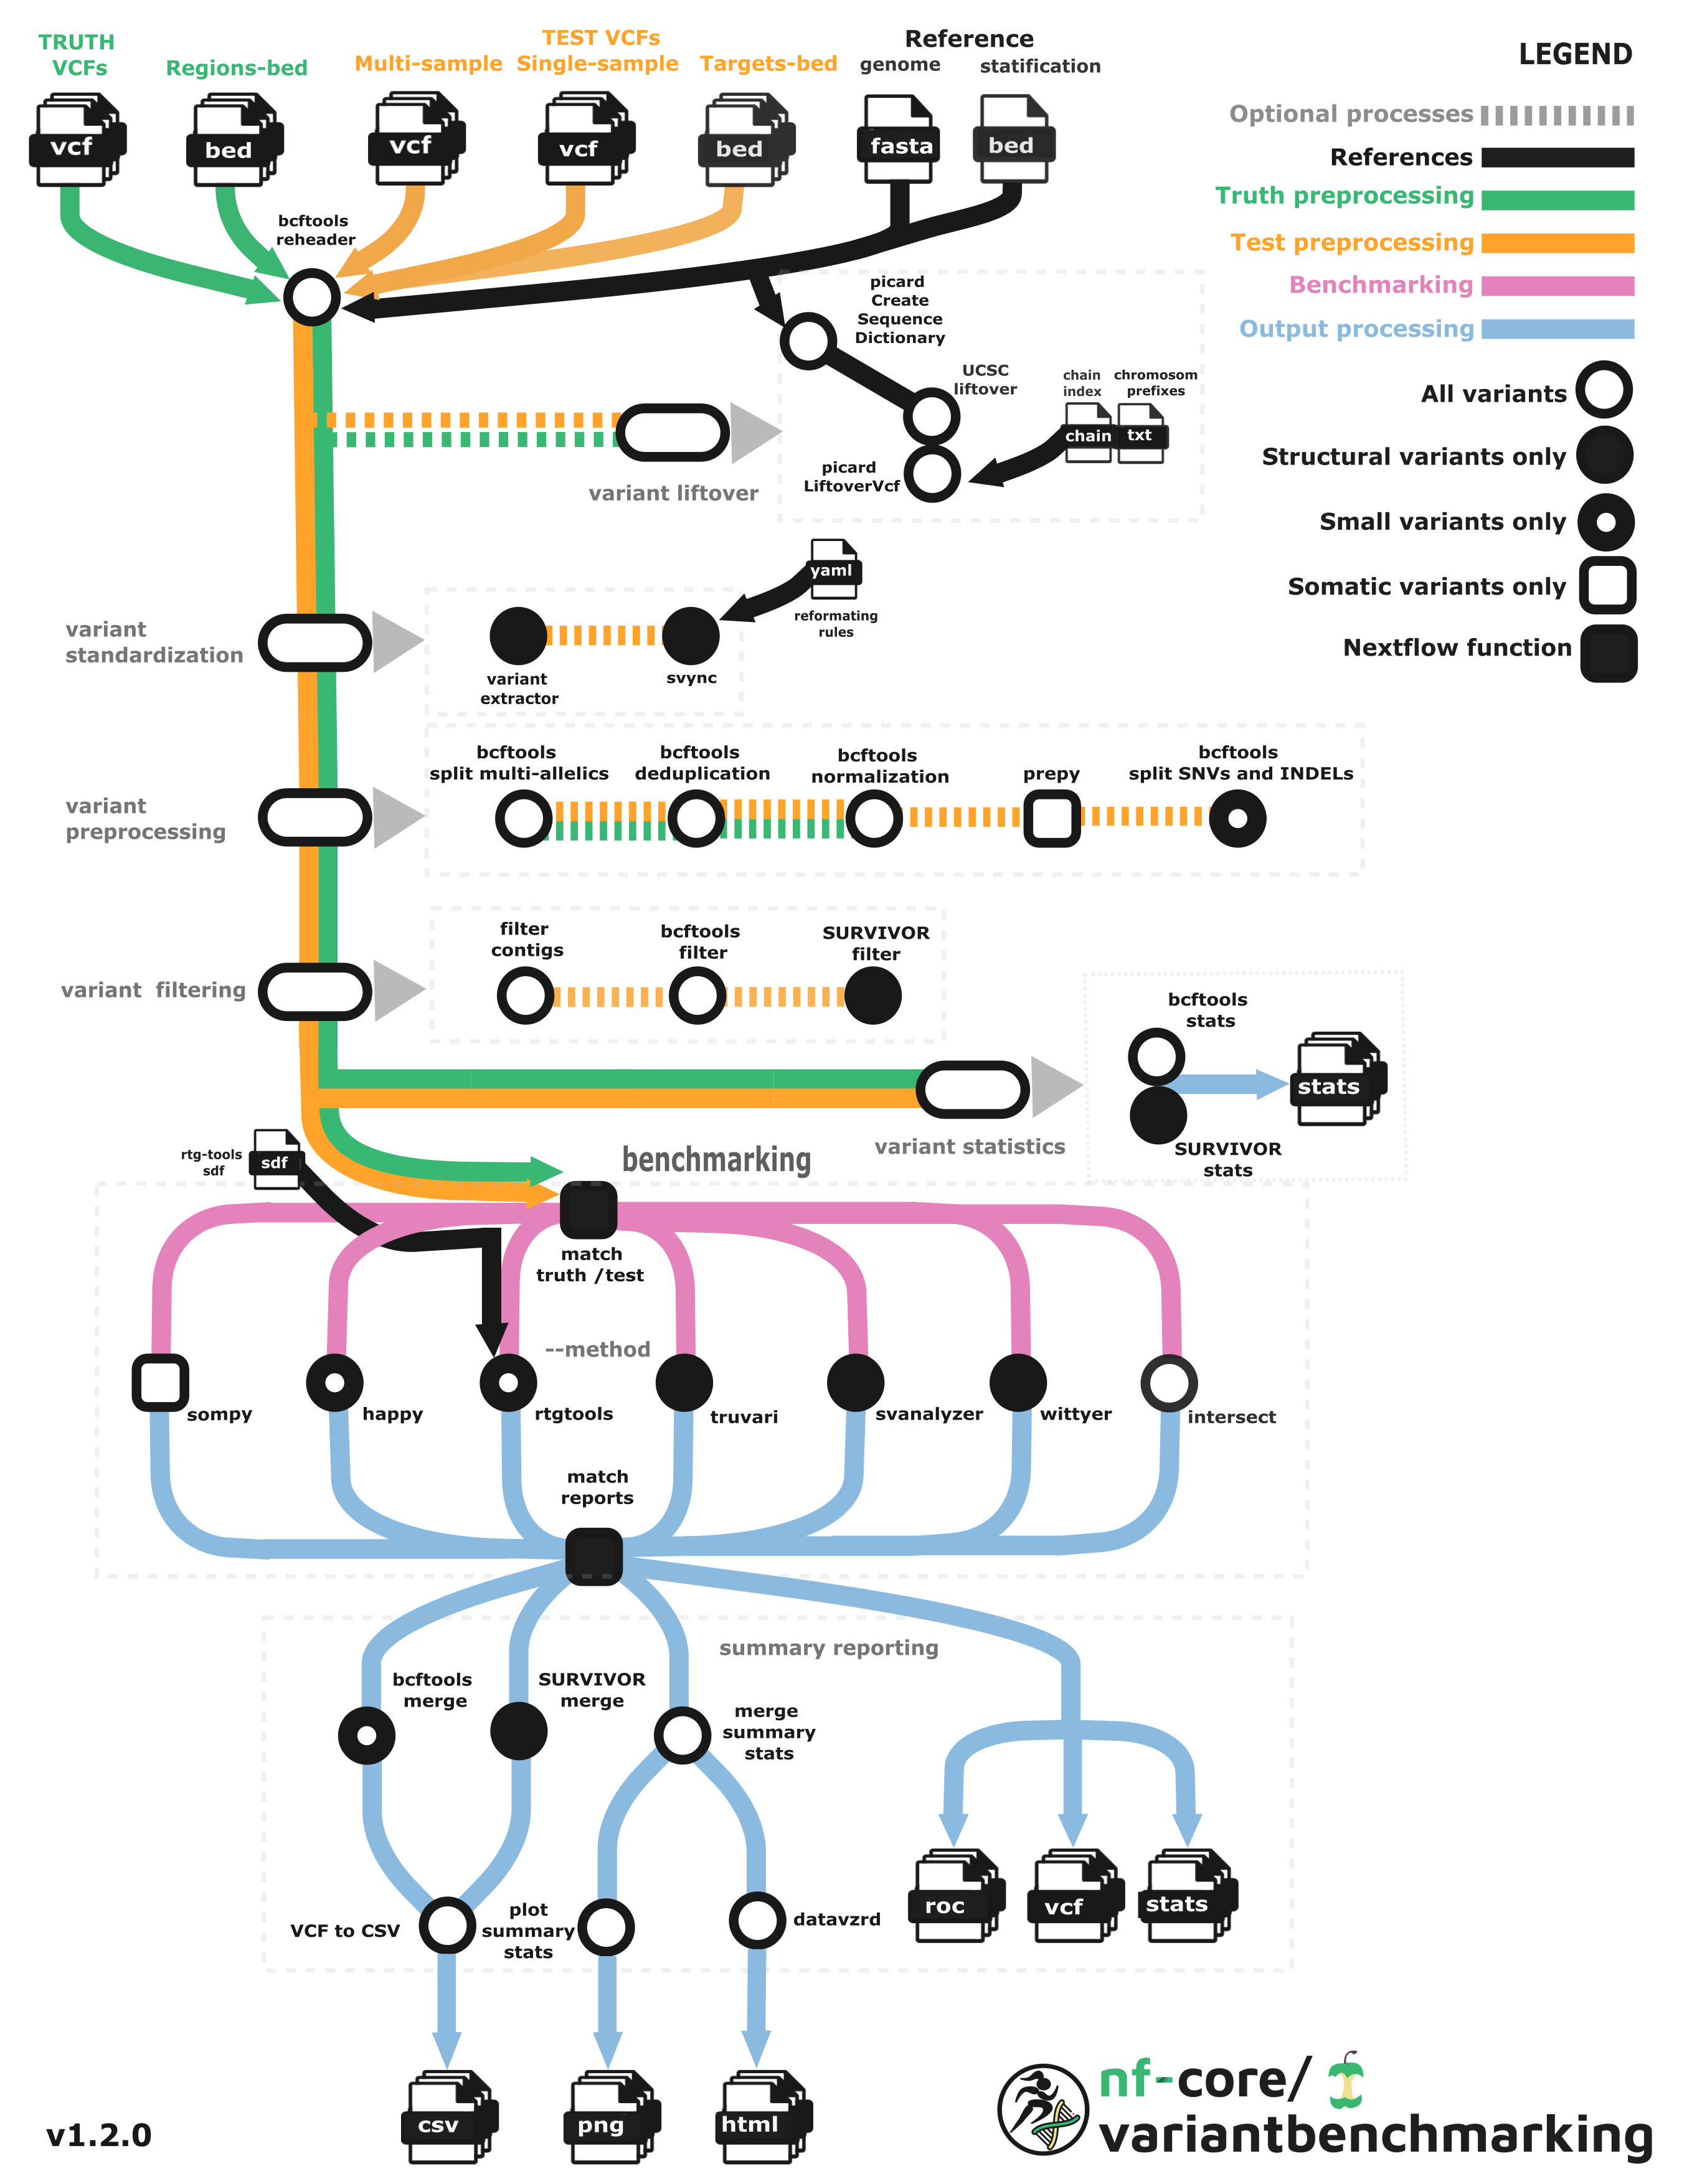 TRUTH
VCFs
Regions-bed
Multi-sample
TEST VCFs
Single-sample
Targets-bed
Reference
genome
statification
vcf
bed
vcf
vcf
bed
fasta
bed
LEGEND
Optional processes
References
Truth preprocessing
Test preprocessing
Benchmarking
Output processing
All variants
Structural variants only
Small variants only
Somatic variants only
Nextflow function
bcftools
reheader
picard
Create
Sequence
Dictionary
UCSC
liftover
chain
index
chromosom
prefixes
chain
txt
picard
LiftoverVcf
variant liftover
yaml
reformating
rules
variant
standardization
variant
extractor
svync
variant
preprocessing
bcftools
split multi-allelics
bcftools
deduplication
bcftools
normalization
prepy
bcftools
split SNVs and INDELs
variant filtering
filter
contigs
bcftools
filter
SURVIVOR
filter
bcftools
stats
stats
SURVIVOR
stats
variant statistics
rtg-tools
sdf
sdf
benchmarking
match
truth /test
--method
sompy
happy
rtgtools
truvari
svanalyzer
wittyer
intersect
match
reports
summary reporting
bcftools
merge
SURVIVOR
merge
merge
summary
stats
VCF to CSV
plot
summary
stats
datavzrd
roc
vcf
stats
csv
png
html
v1.2.0
nf-core/
variantbenchmarking